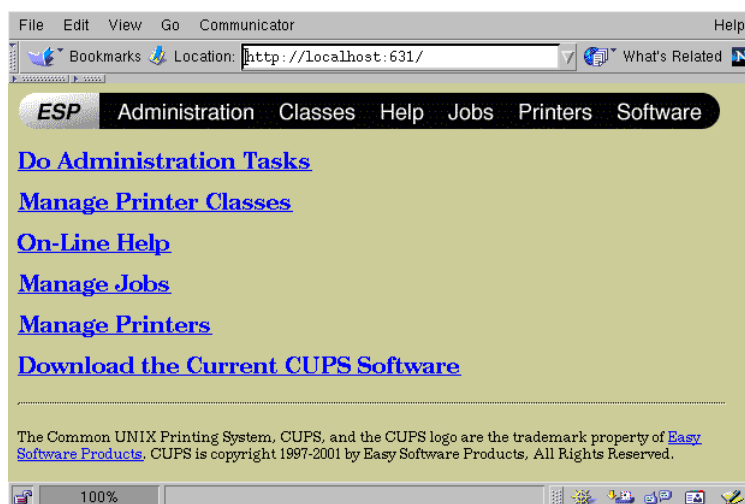 File Edit View Go Communicator Help
Bookmarks Location: http://localhost:631/ What's Related N
ESP Administration Classes Help Jobs Printers Software
Do Administration Tasks
Manage Printer Classes
On-Line Help
Manage Jobs
Manage Printers
Download the Current CUPS Software
The Common UNIX Printing System, CUPS, and the CUPS logo are the trademark property of Easy
Software Products. CUPS is copyright 1997-2001 by Easy Software Products, All Rights Reserved.
100%